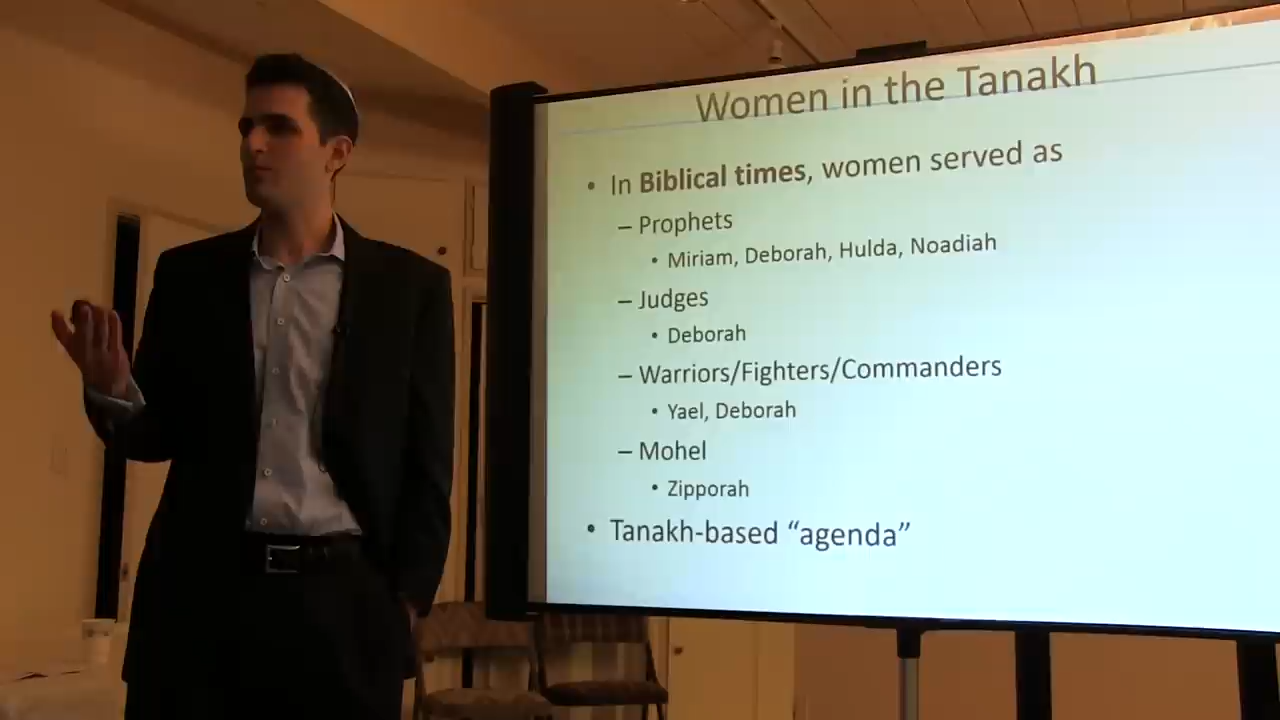 Women in the Tanakh
• In Biblical times, women served as
– Prophets
• Miriam, Deborah, Hulda, Noadiah
– Judges
• Deborah
– Warriors/Fighters/Commanders
• Yael, Deborah
– Mohel
• Zipporah
• Tanakh-based “agenda”